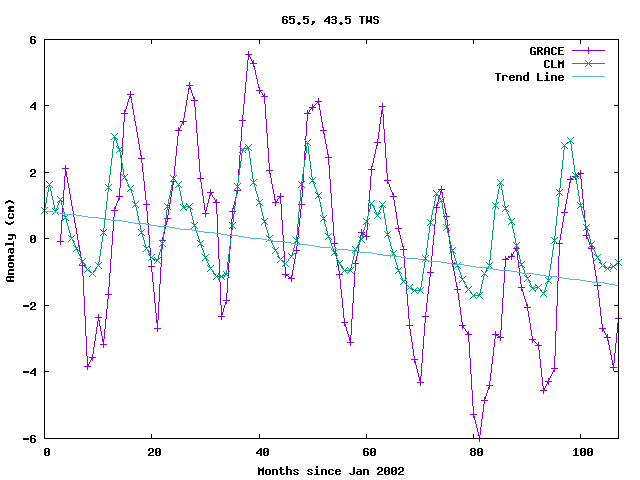 65.5, 43.5 TWS
GRACE
CLM
Trend Line
6
4
2
0
-2
-4
-6
Anomaly (cm)
0 20 40 60 80 100
Months since Jan 2002